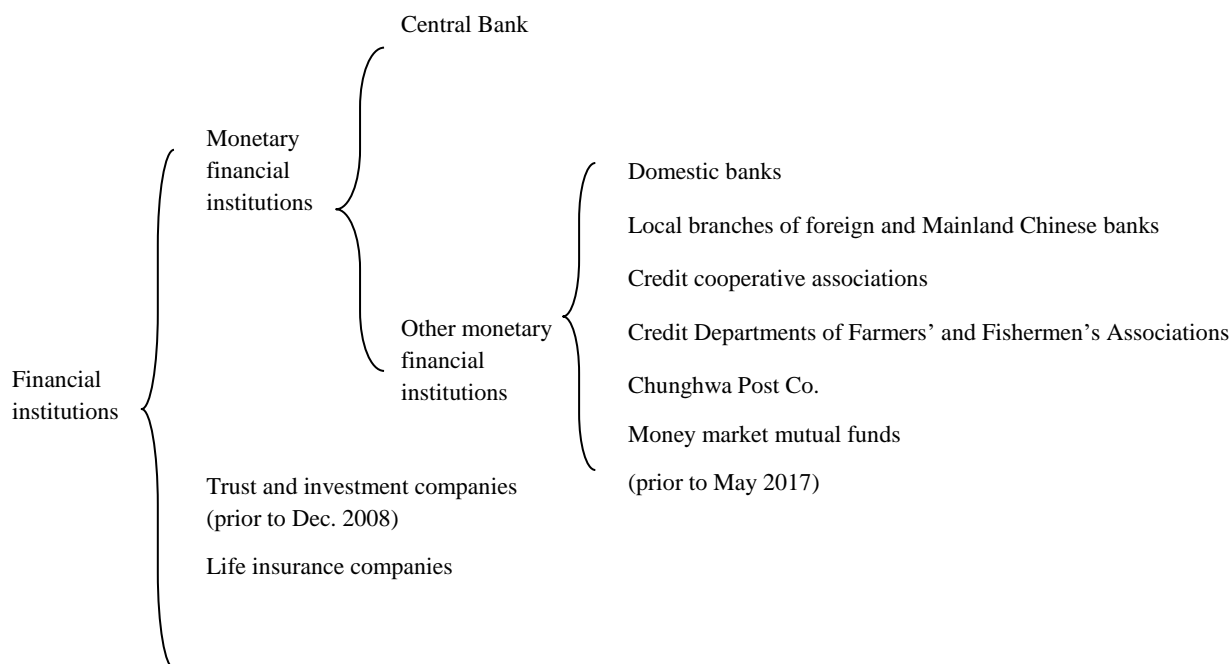 Central Bank
Monetary
financial
institutions
Domestic banks
Local branches of foreign and Mainland Chinese banks
Credit cooperative associations
Other monetary
financial
institutions
Credit Departments of Farmers’ and Fishermen’s Associations
Financial
institutions
Chunghwa Post Co.
Money market mutual funds
(prior to May 2017)
Trust and investment companies
(prior to Dec. 2008)
Life insurance companies